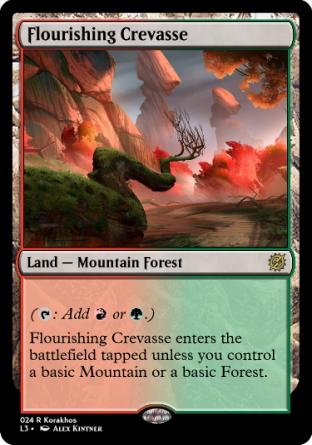 Flourishing Crevasse
Land — Mountain Forest
( : Add or .)
Flourishing Crevasse enters the
battlefield tapped unless you control
a basic Mountain or a basic Forest.
024 R Korakhos
L3 • Alex Kintner